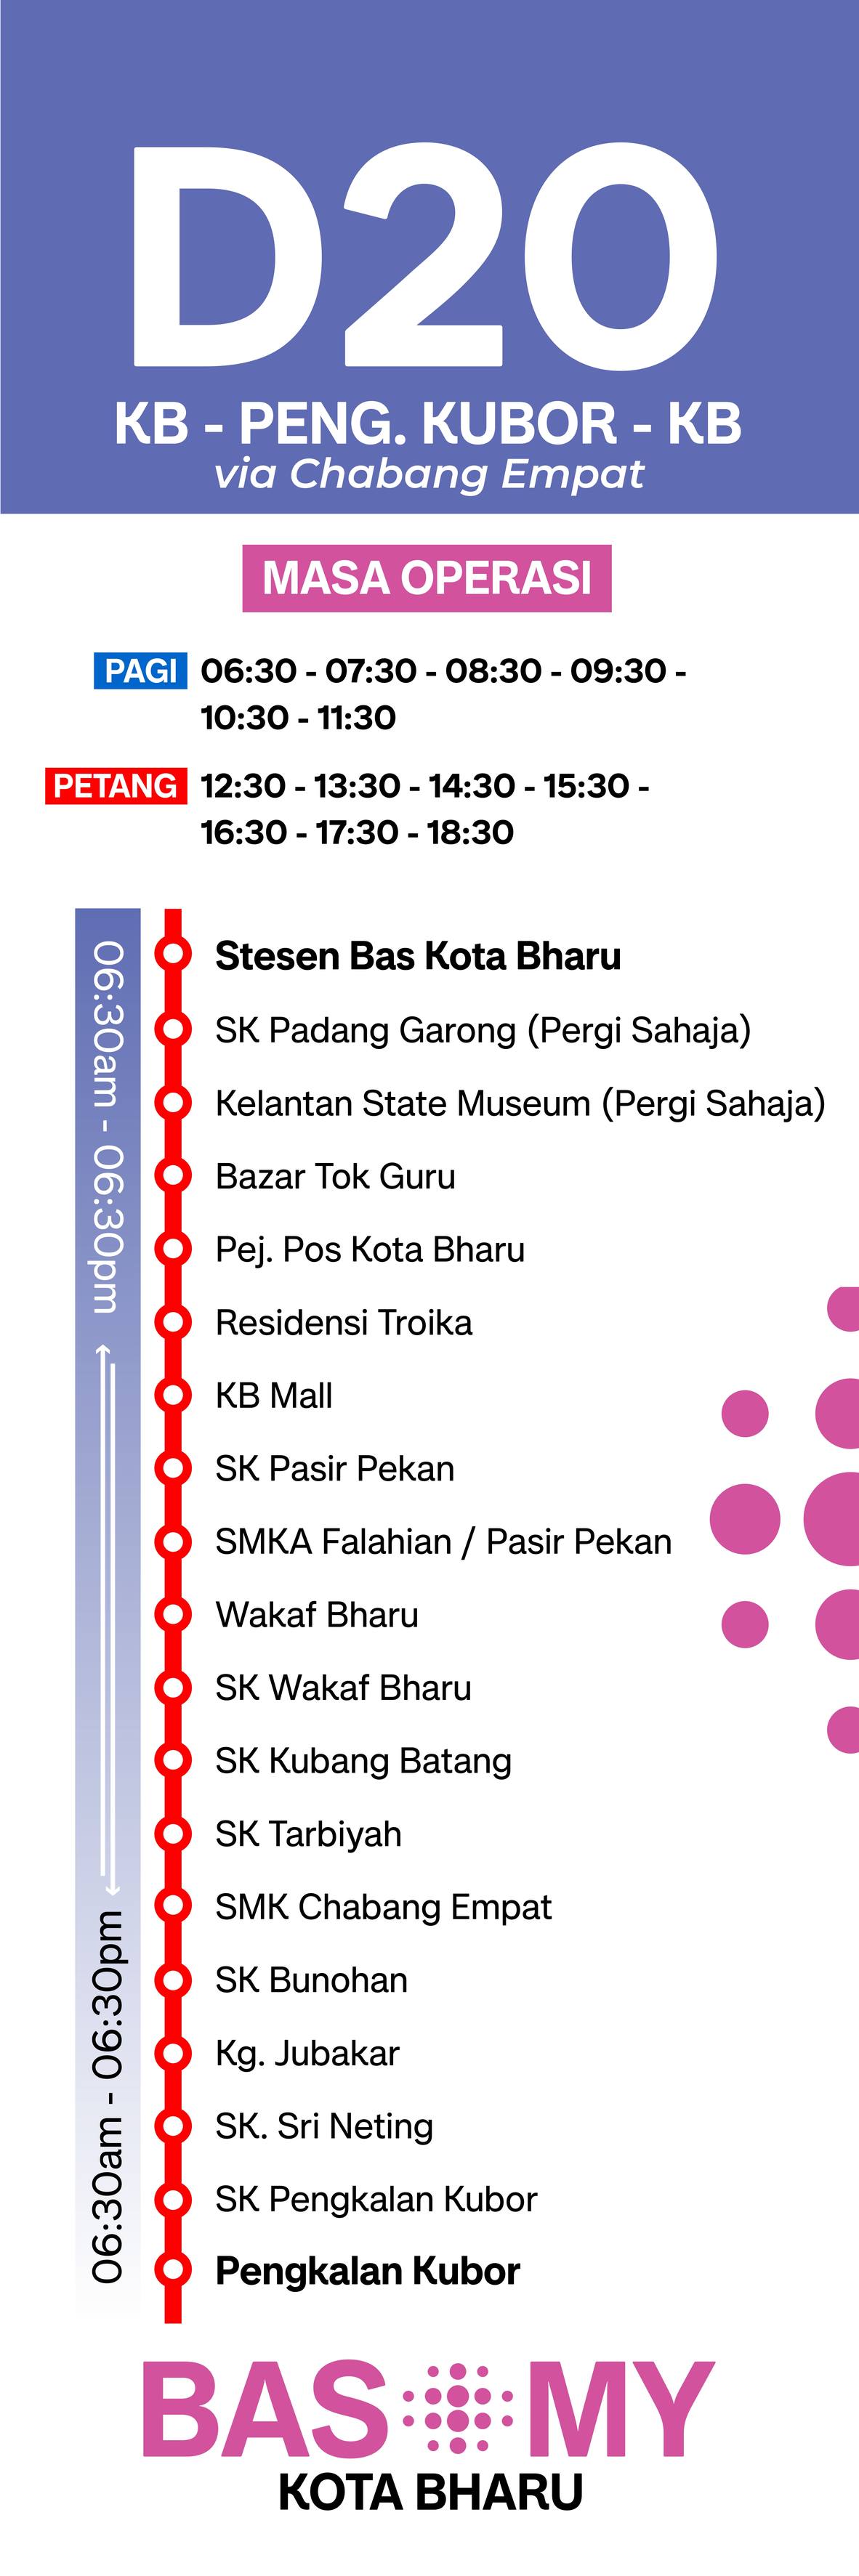 D20
KB - PENG. KUBOR - KB
via Chabang Empat
MASA OPERASI
PAGI 06:30 - 07:30 - 08:30 - 09:30 -
10:30 - 11:30
PETANG 12:30 - 13:30 - 14:30 - 15:30 -
16:30 - 17:30 - 18:30
06:30am - 06:30pm
Stesen Bas Kota Bharu
SK Padang Garong (Pergi Sahaja)
Kelantan State Museum (Pergi Sahaja)
Bazar Tok Guru
Pej. Pos Kota Bharu
Residensi Troika
KB Mall
SK Pasir Pekan
SMKA Falahian / Pasir Pekan
Wakaf Bharu
SK Wakaf Bharu
SK Kubang Batang
SK Tarbiyah
SMK Chabang Empat
SK Bunohan
Kg. Jubakar
SK. Sri Neting
SK Pengkalan Kubor
Pengkalan Kubor
06:30am - 06:30pm
BAS MY
KOTA BHARU